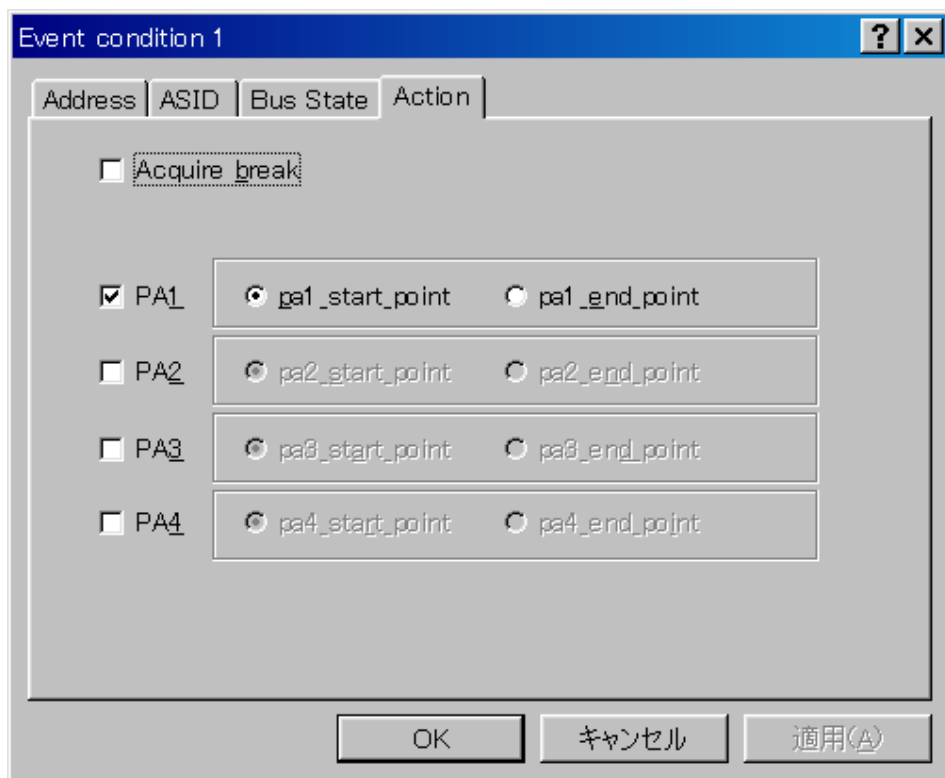 Event condition 1
Address ASID Bus State Action
Acquire break
PA1 pa1_start_point pa1_end_point
PA2 pa2_start_point pa2_end_point
PA3 pa3_start_point pa3_end_point
PA4 pa4_start_point pa4_end_point
OK キャンセル 適用(A)